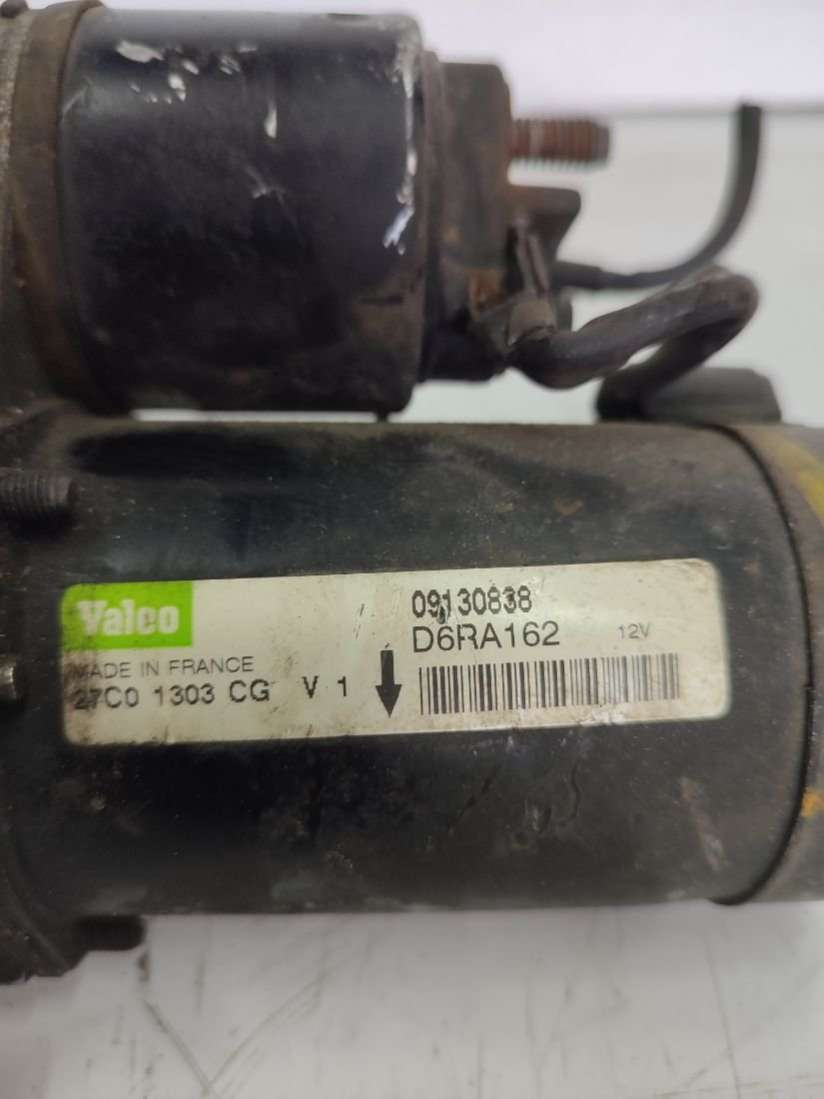 Valeo
MADE IN FRANCE
27C0 1303 CG V 1
09130838
D6RA162 12V